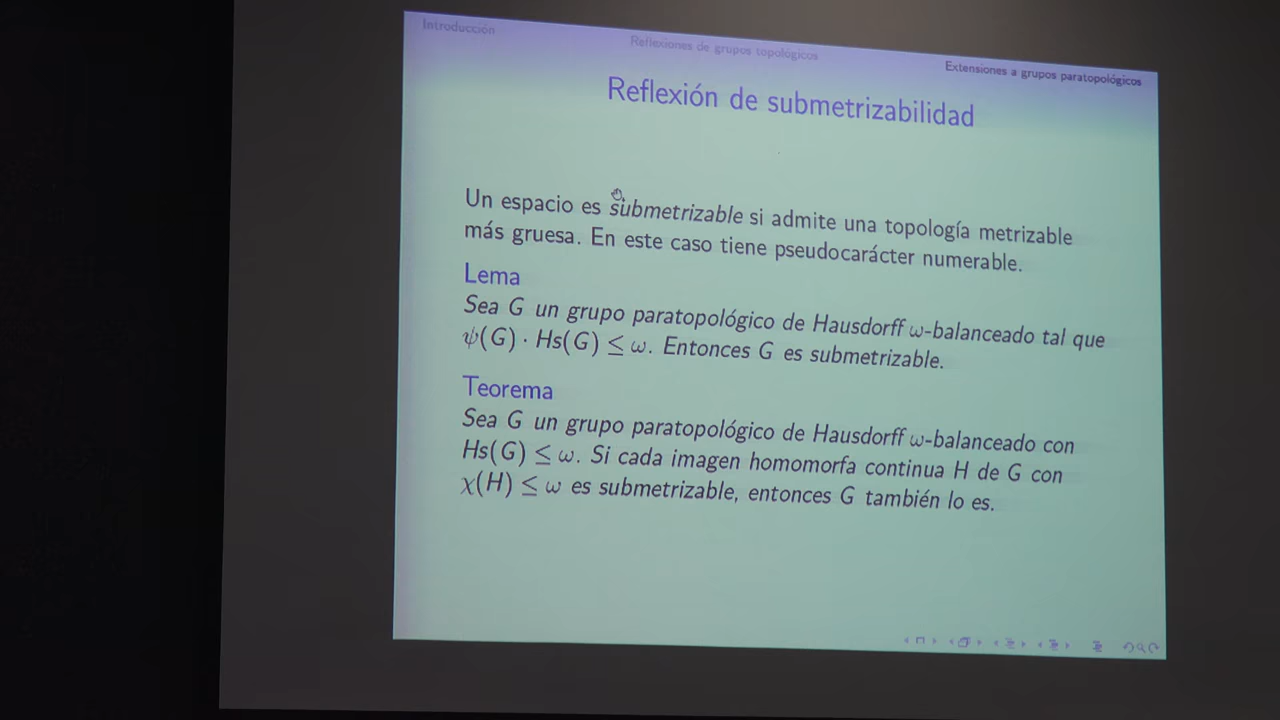 Introducción
Reflexiones de grupos topológicos
Extensiones a grupos paratopológicos
Reflexión de submetrizabilidad
Un espacio es submetrizable si admite una topología metrizable
más gruesa. En este caso tiene pseudocarácter numerable.
Lema
Sea G un grupo paratopológico de Hausdorff ω-balanceado tal que
ψ(G) · Hs(G) ≤ ω. Entonces G es submetrizable.
Teorema
Sea G un grupo paratopológico de Hausdorff ω-balanceado con
Hs(G) ≤ ω. Si cada imagen homomorfa continua H de G con
χ(H) ≤ ω es submetrizable, entonces G también lo es.